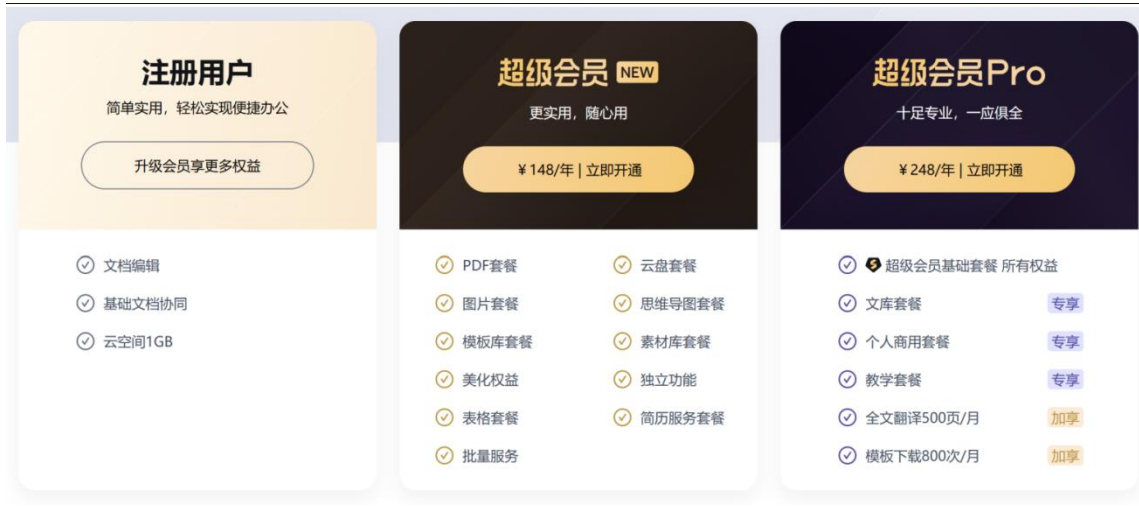 注册用户
简单实用，轻松实现便捷办公
升级会员享更多权益
文档编辑
基础文档协同
云空间1GB
超级会员 NEW
更实用，随心用
¥148/年 | 立即开通
PDF套餐 云盘套餐
图片套餐 思维导图套餐
模板库套餐 素材库套餐
美化权益 独立功能
表格套餐 简历服务套餐
批量服务
超级会员Pro
十足专业，一应俱全
¥248/年 | 立即开通
超级会员基础套餐 所有权益
文库套餐 专享
个人商用套餐 专享
教学套餐 专享
全文翻译500页/月 加享
模板下载800次/月 加享